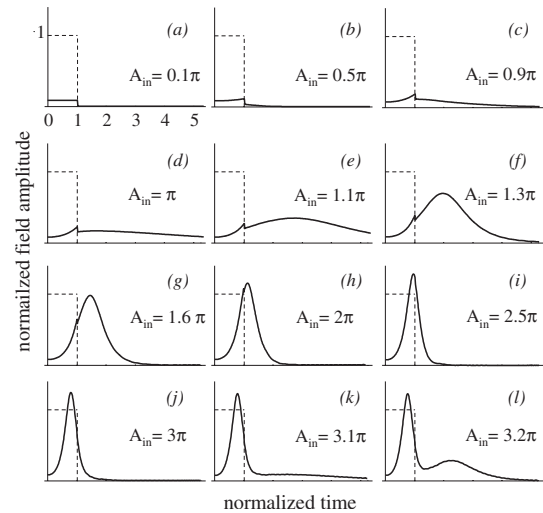 (a)
(b)
(c)
·1
A_in = 0.1π
A_in = 0.5π
A_in = 0.9π
0 1 2 3 4 5
(d)
(e)
(f)
A_in = π
A_in = 1.1π
A_in = 1.3π
(g)
(h)
(i)
A_in = 1.6 π
A_in = 2π
A_in = 2.5π
(j)
(k)
(l)
A_in = 3π
A_in = 3.1π
A_in = 3.2π
normailzed field amplitude
normalized time